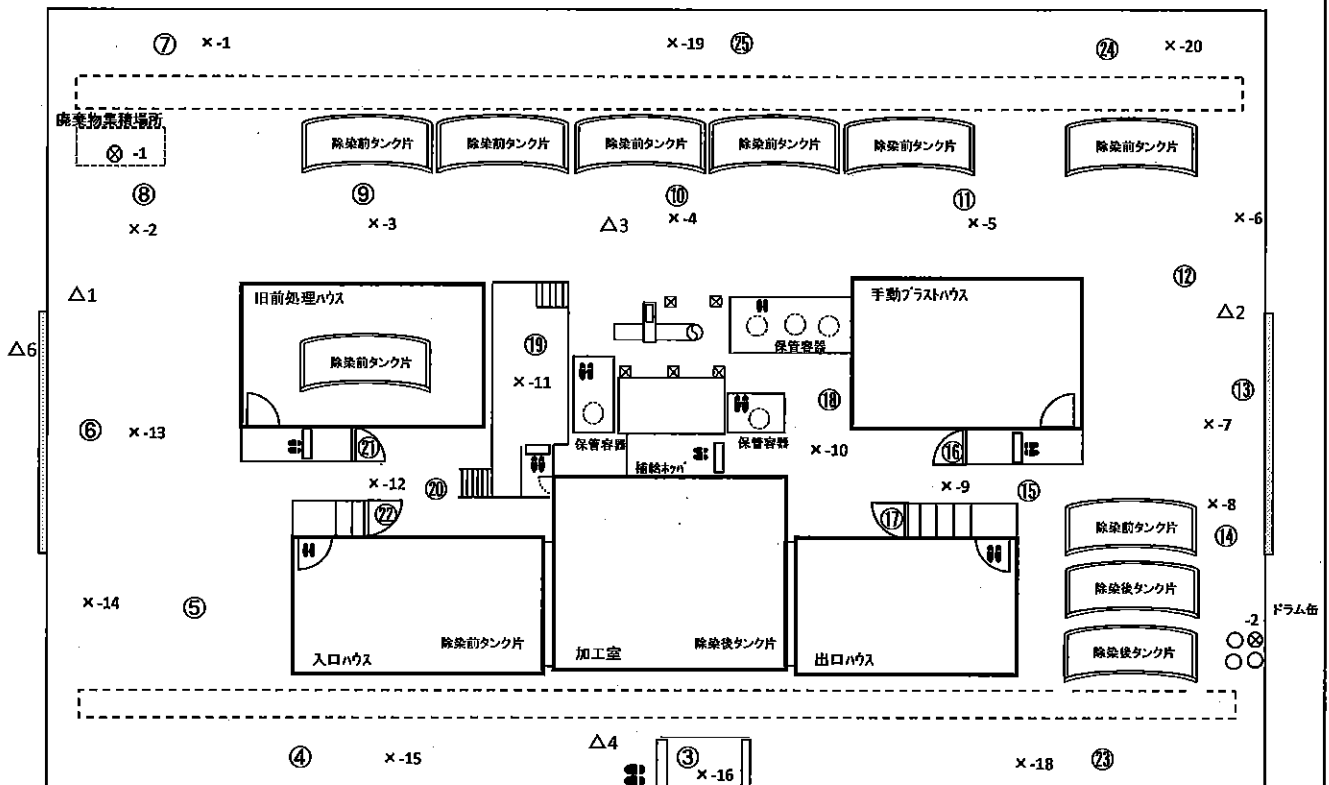 ⑦ ×-1 ×-19 ㉕ ㉔ ×-20
廃棄物集積場所
⊗ -1
除染前タンク片 除染前タンク片 除染前タンク片 除染前タンク片 除染前タンク片 除染前タンク片
⑧ ⑨ ⑩ ⑪
×-2 ×-3 △3 ×-4 ×-5 ×-6
⑫
△1 旧前処理ハウス 手動ブラストハウス △2
△6 除染前タンク片 ⑲ 保管容器
×-11 ⑱ ⑬
⑥ ×-13 ㉑ 保管容器 保管容器 ×-10 ⑯ ×-7
補給ホッパ
×-12 ⑳ ×-9 ⑮ ×-8
㉒ ⑰ 除染前タンク片 ⑭
×-14 ⑤ 除染後タンク片 ドラム缶
-2
入口ハウス 除染前タンク片 加工室 除染後タンク片 出口ハウス 除染後タンク片
④ ×-15 △4 ③ ×-16 ×-18 ㉓